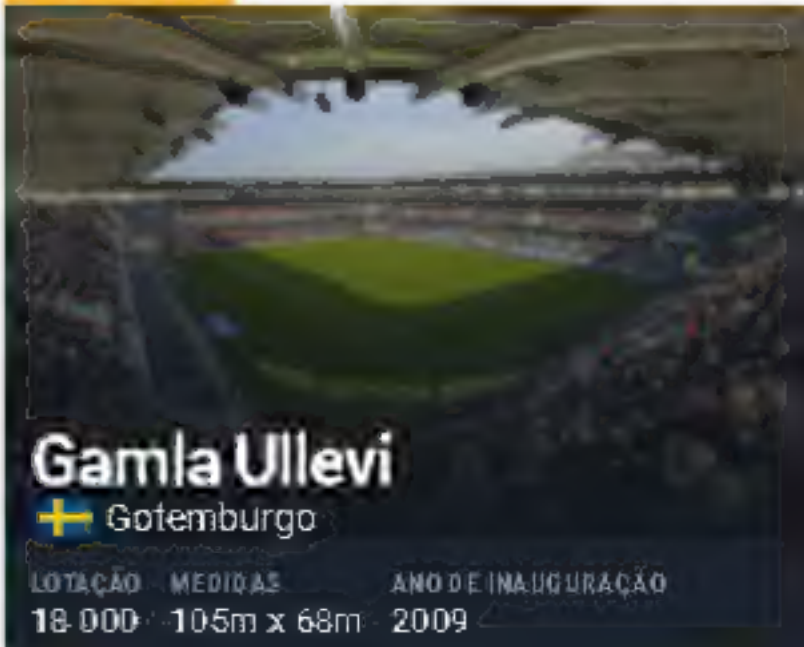 Gamla Ullevi
Gotemburgo
LOTAÇÃO MEDIDAS ANO DE INAUGURAÇÃO
18 000 105m x 68m 2009